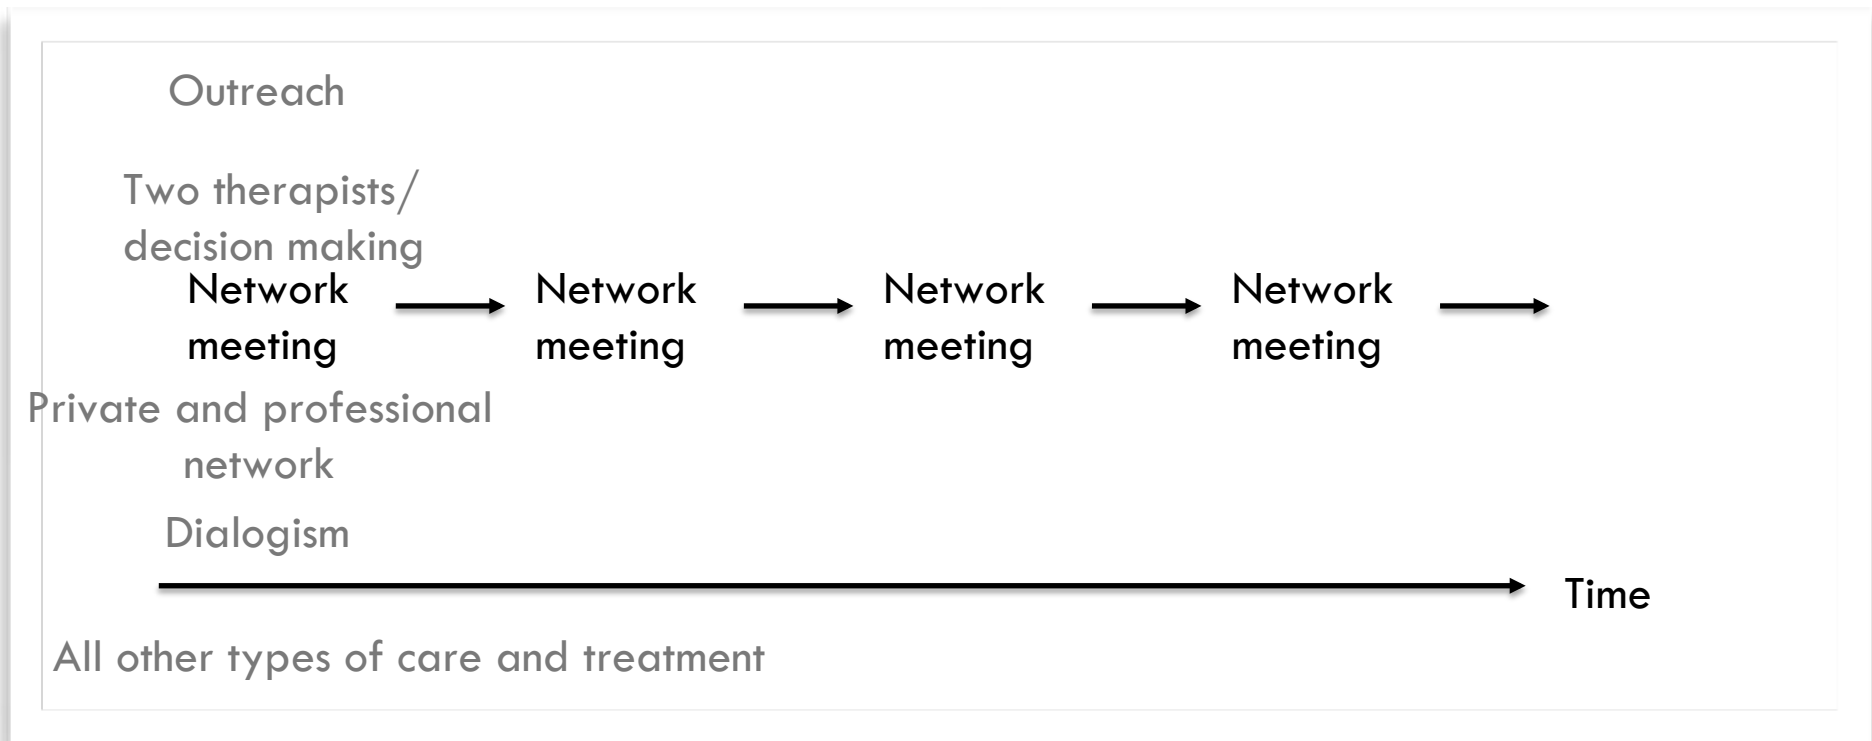 Outreach
Two therapists/
decision making
Network Network Network Network
meeting meeting meeting meeting
Private and professional
network
Dialogism
Time
All other types of care and treatment